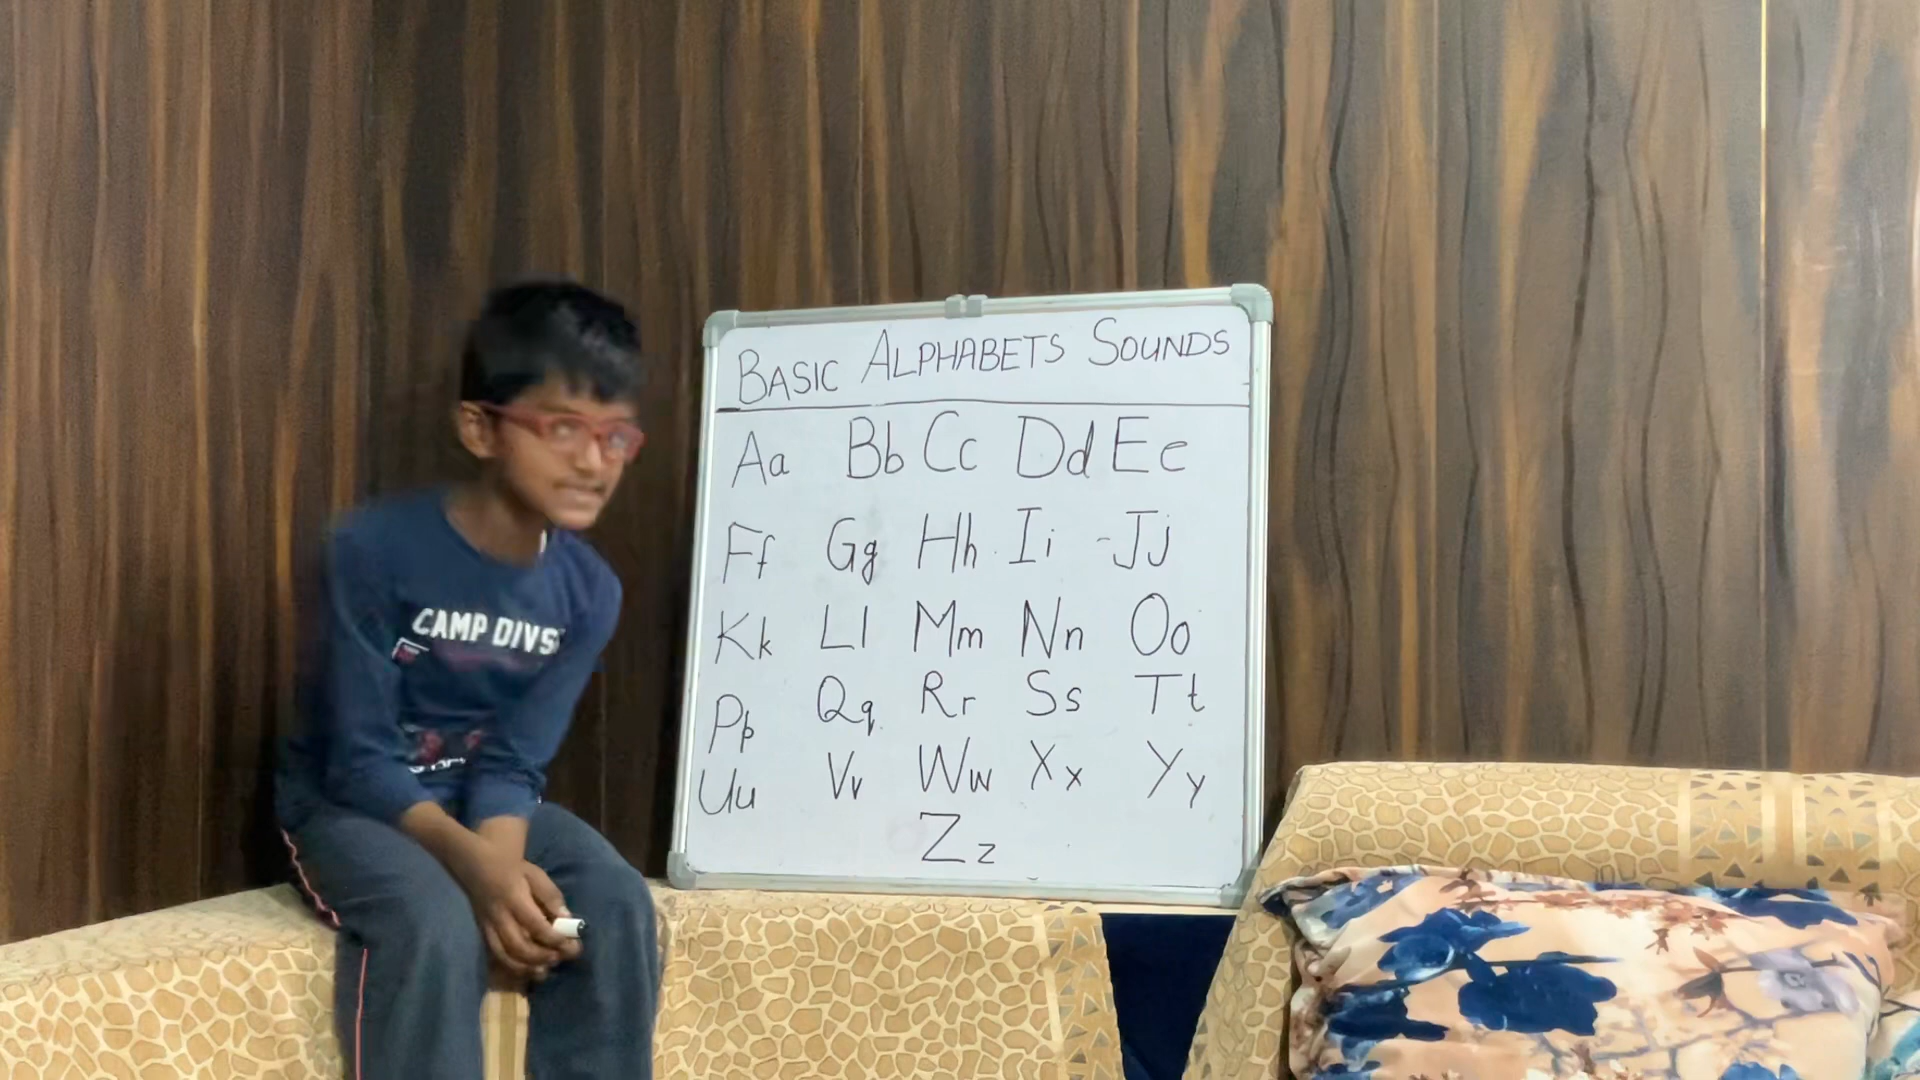 BASIC ALPHABETS SOUNDS
Aa Bb Cc Dd Ee
Ff Gg Hh Ii Jj
Kk Ll Mm Nn Oo
Pp Qq Rr Ss Tt
Uu Vv Ww Xx Yy
Zz
CAMP DIVS